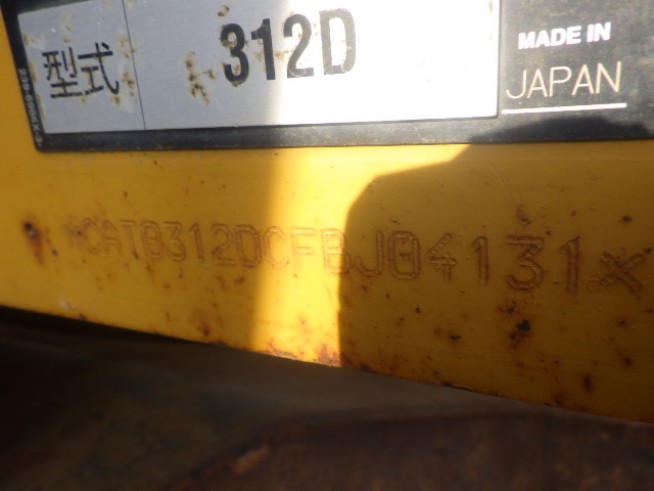 型式 312D
MADE IN
JAPAN
*CAT0312DCFBJ04131*